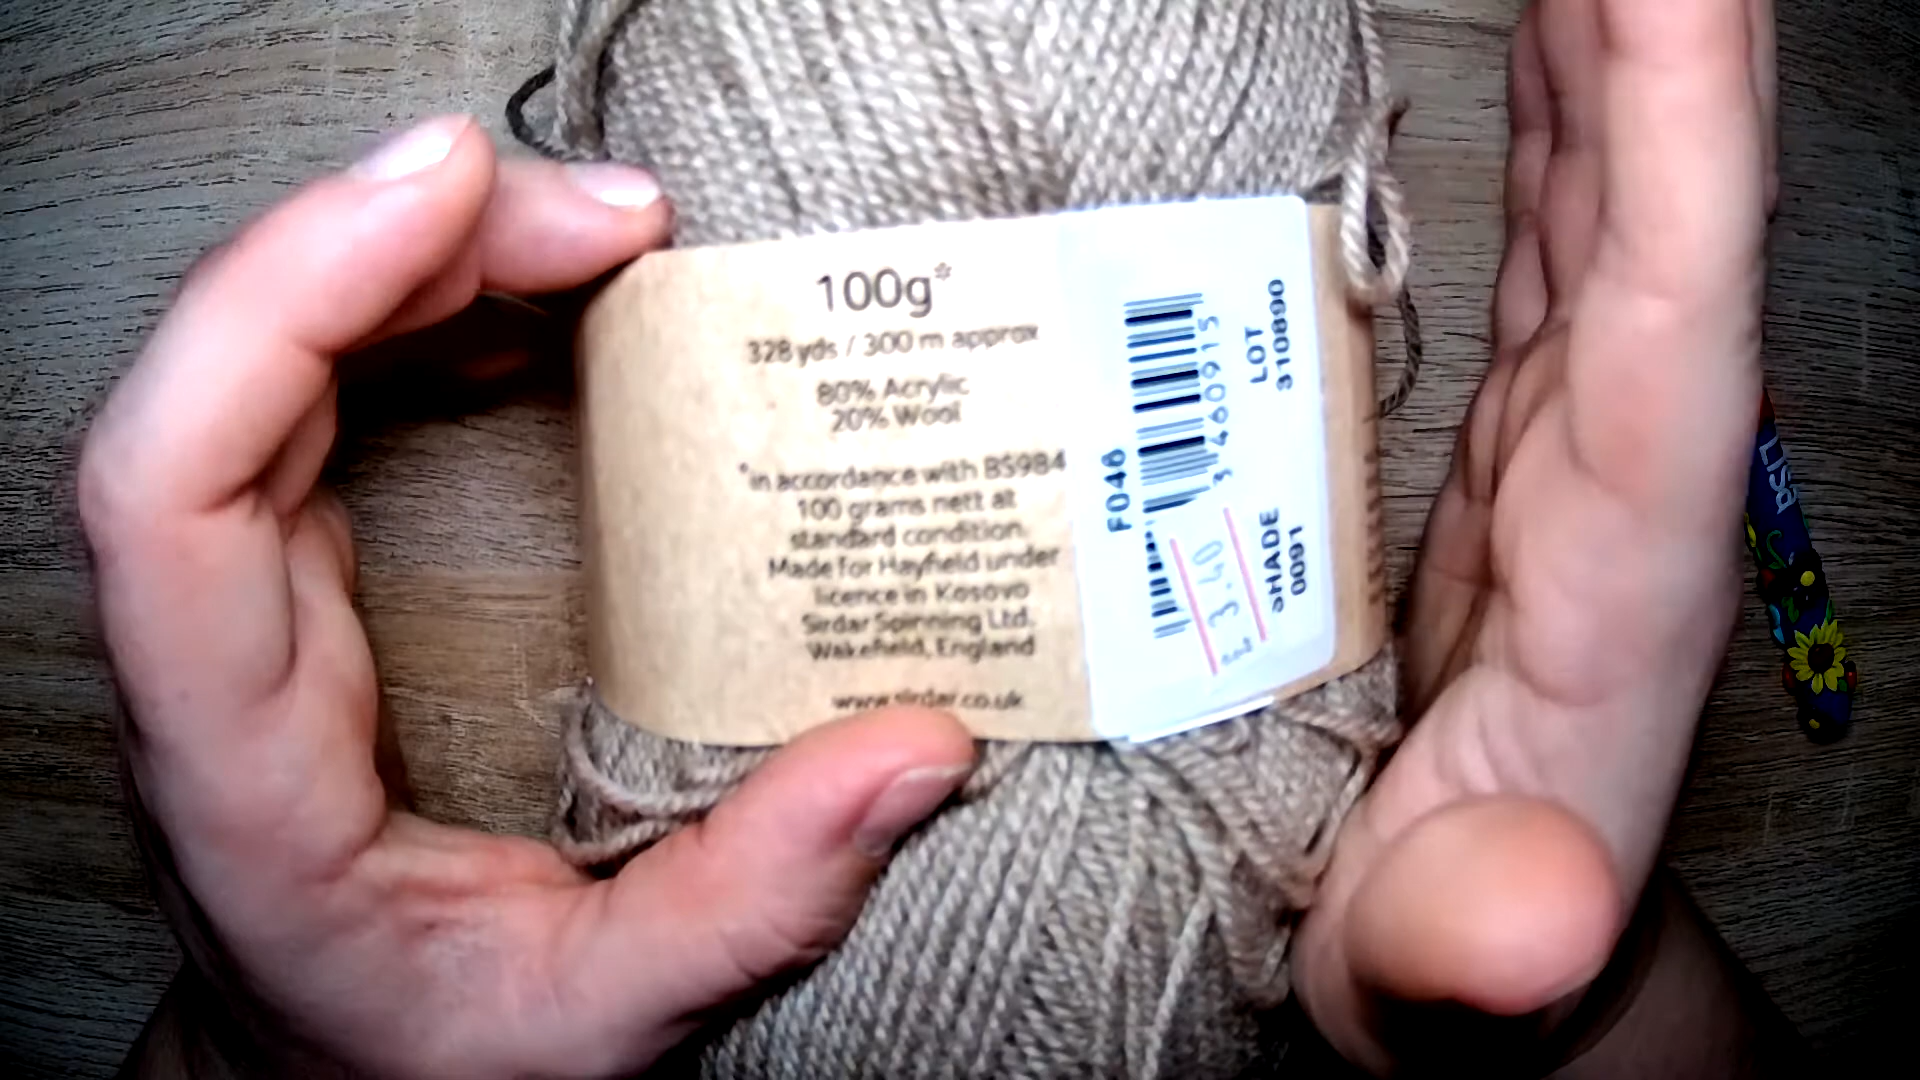 100g*
328 yds / 300 m approx
80% Acrylic
20% Wool
*in accordance with BS984
100 grams nett at
standard condition.
Made for Hayfield under
licence in Kosovo
Sirdar Spinning Ltd.
Wakefield, England
www.sirdar.co.uk
F046
3460915
3.40
LOT
310890
SHADE
0091
Lisa